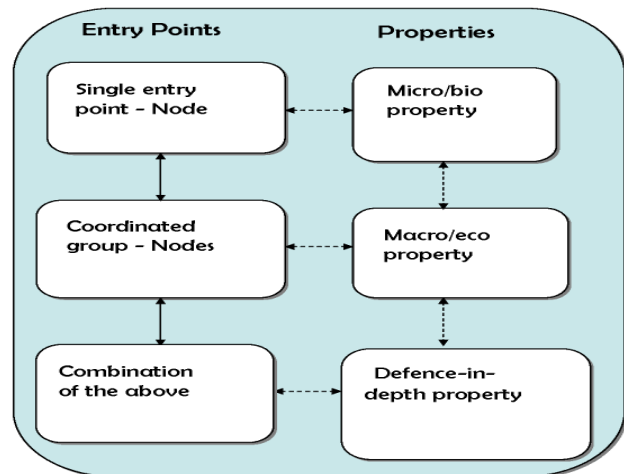 Entry Points
Properties
Single entry
point - Node
Micro/bio
property
Coordinated
group - Nodes
Macro/eco
property
Combination
of the above
Defence-in-
depth property